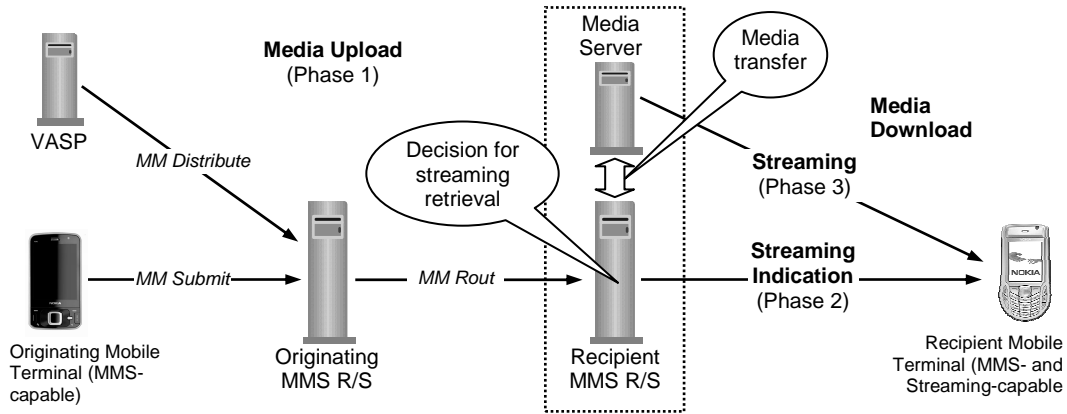 Media Upload
(Phase 1)
Media
Server
Media
transfer
Media
Download
VASP
MM Distribute
Decision for
streaming
retrieval
Streaming
(Phase 3)
MM Submit
MM Rout
Streaming
Indication
(Phase 2)
NOKIA
NOKIA
Originating Mobile
Terminal (MMS-
capable)
Originating
MMS R/S
Recipient
MMS R/S
Recipient Mobile
Terminal (MMS- and
Streaming-capable